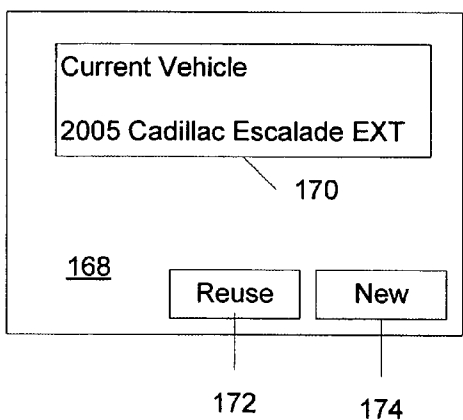 Current Vehicle
2005 Cadillac Escalade EXT
170
168
Reuse
New
172
174